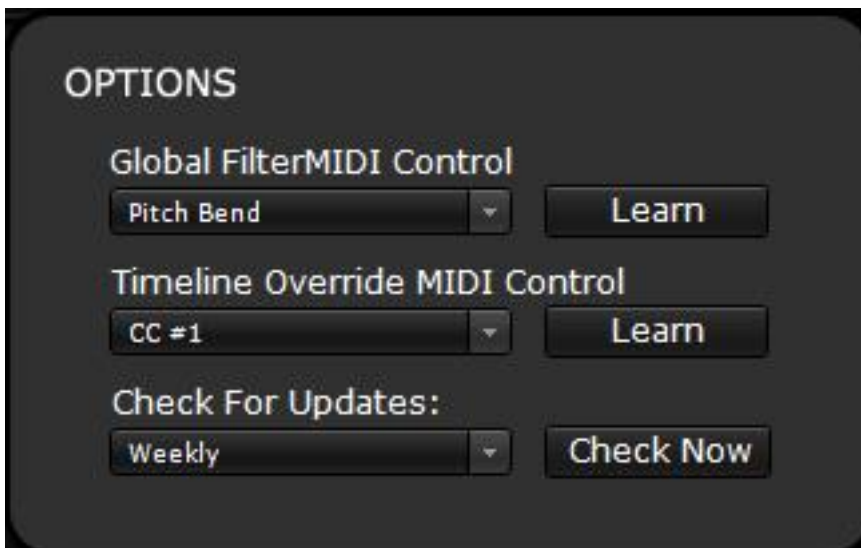 OPTIONS
Global FilterMIDI Control
Pitch Bend Learn
Timeline Override MIDI Control
CC #1 Learn
Check For Updates:
Weekly Check Now